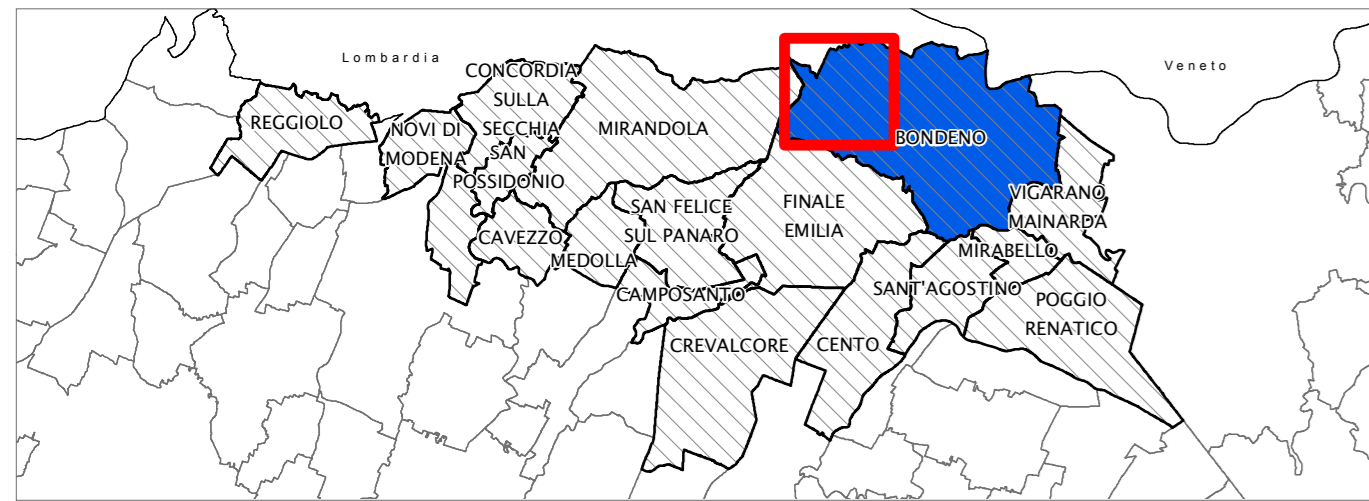 Lombardia
Veneto
CONCORDIA
SULLA
SECCHIA
REGGIOLO
NOVI DI
MODENA
MIRANDOLA
BONDENO
SAN
POSSIDONIO
VIGARANO
MAINARDA
SAN FELICE
SUL PANARO
FINALE
EMILIA
CAVEZZO
MEDOLLA
MIRABELLO
CAMPOSANTO
SANT'AGOSTINO
POGGIO
RENATICO
CREVALCORE
CENTO